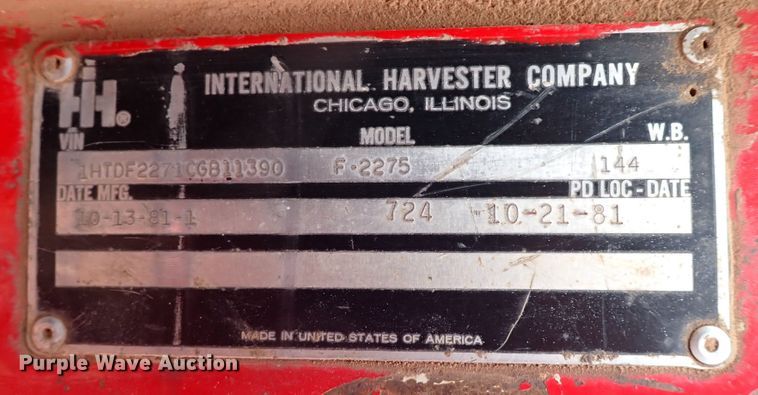 IH®
INTERNATIONAL HARVESTER COMPANY
CHICAGO, ILLINOIS
VIN MODEL W.B.
1HTDF2271CGB11390 F-2275 144
DATE MFG. PD LOC-DATE
10-13-81-1 724 10-21-81
MADE IN UNITED STATES OF AMERICA
Purple Wave Auction